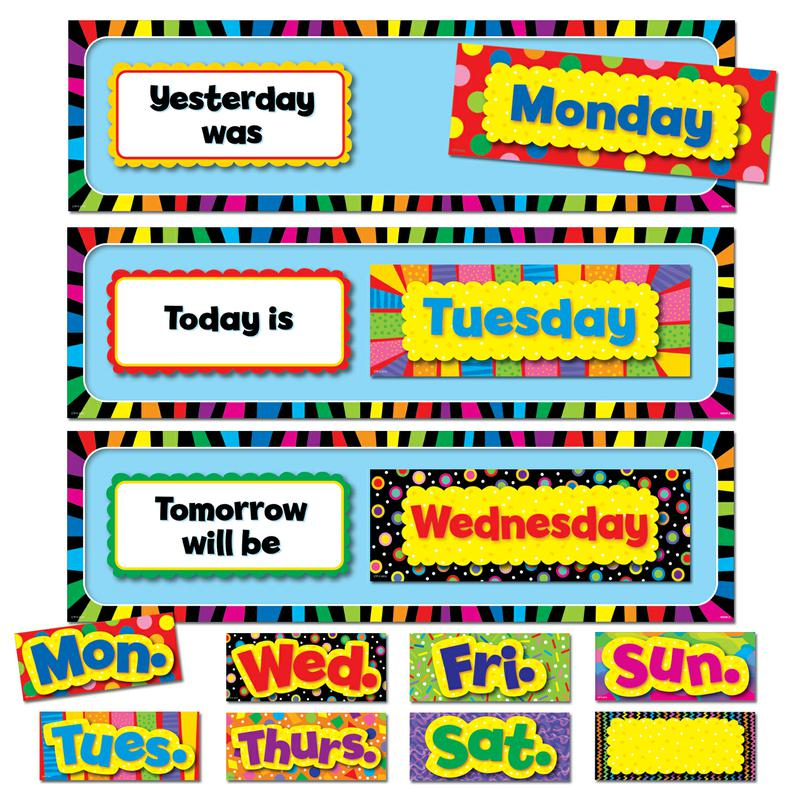 Yesterday
was
Monday
Today is
Tuesday
Tomorrow
will be
Wednesday
Mon.
Wed.
Fri.
Sun.
Tues.
Thurs.
Sat.